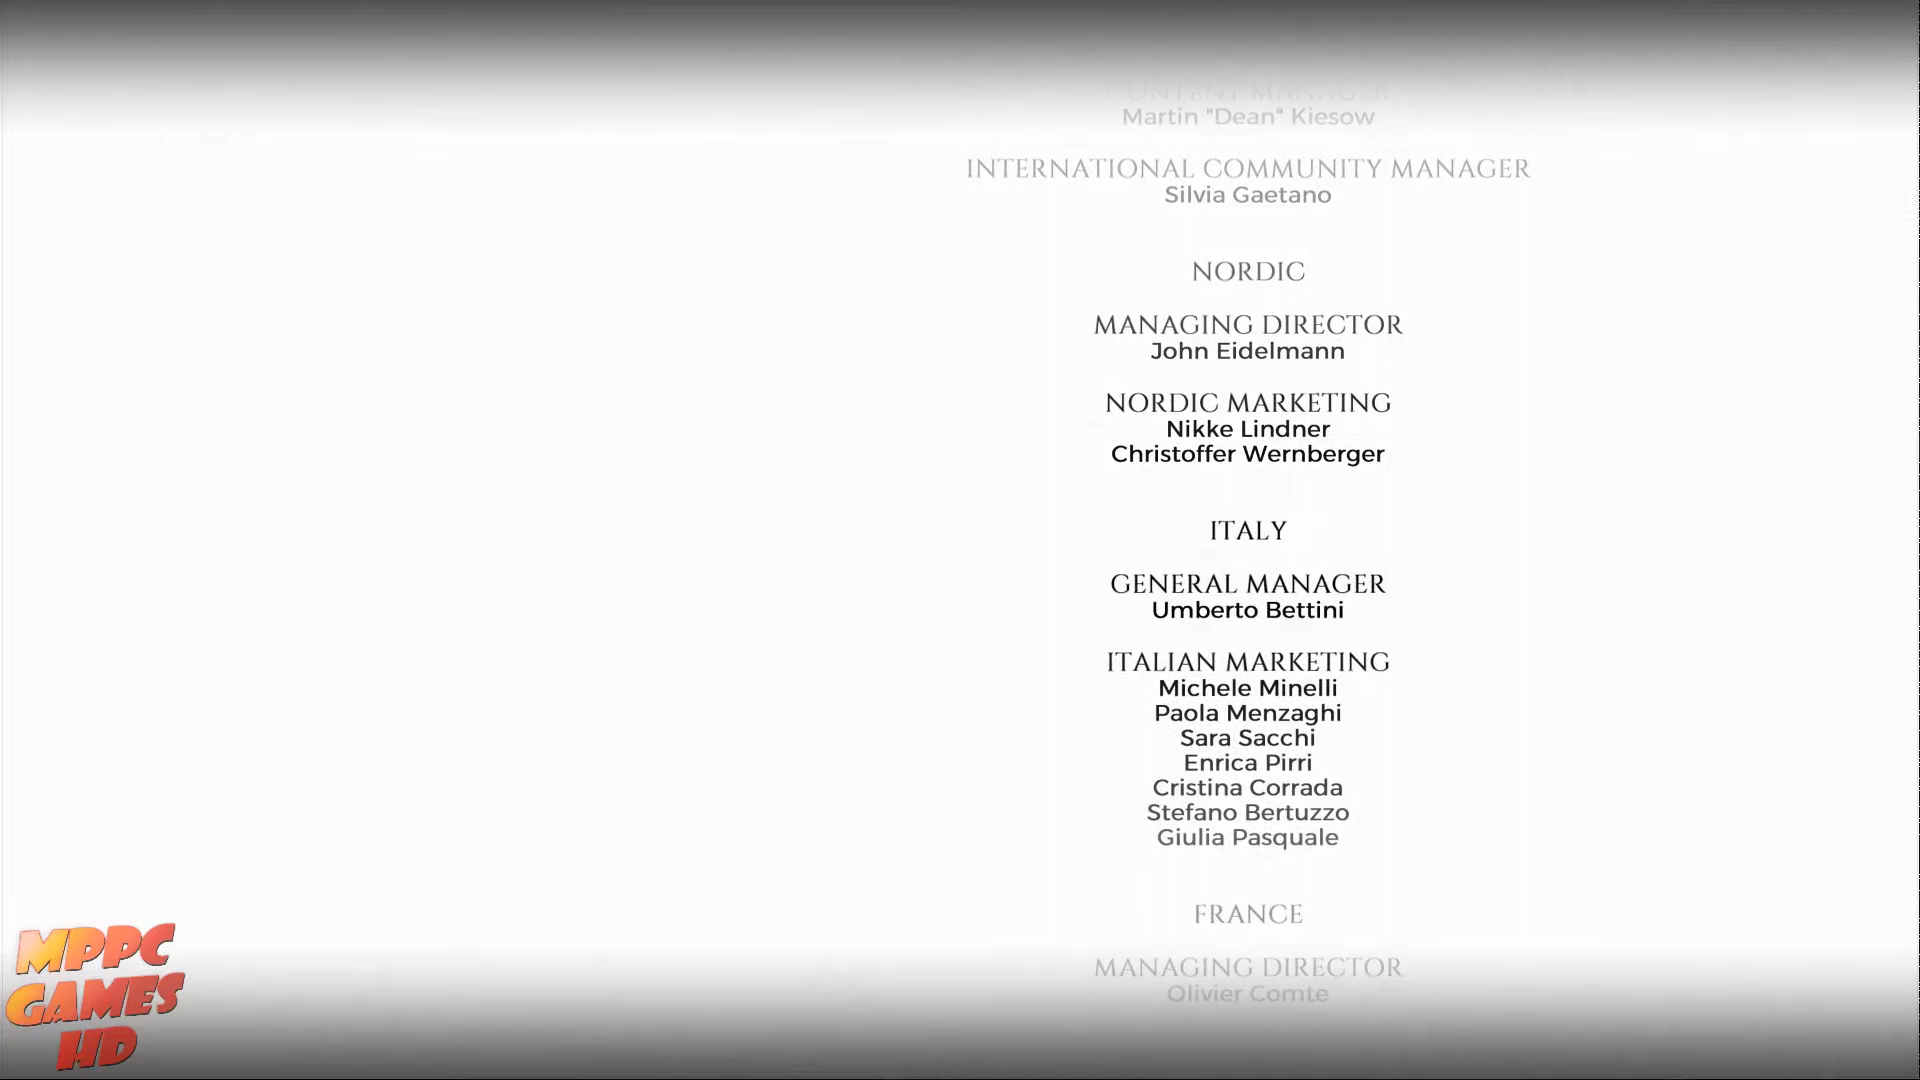 CONTENT MANAGER
Martin "Dean" Kiesow
INTERNATIONAL COMMUNITY MANAGER
Silvia Gaetano
NORDIC
MANAGING DIRECTOR
John Eidelmann
NORDIC MARKETING
Nikke Lindner
Christoffer Wernberger
ITALY
GENERAL MANAGER
Umberto Bettini
ITALIAN MARKETING
Michele Minelli
Paola Menzaghi
Sara Sacchi
Enrica Pirri
Cristina Corrada
Stefano Bertuzzo
Giulia Pasquale
FRANCE
MANAGING DIRECTOR
Olivier Comte
MPPC
GAMES
HD